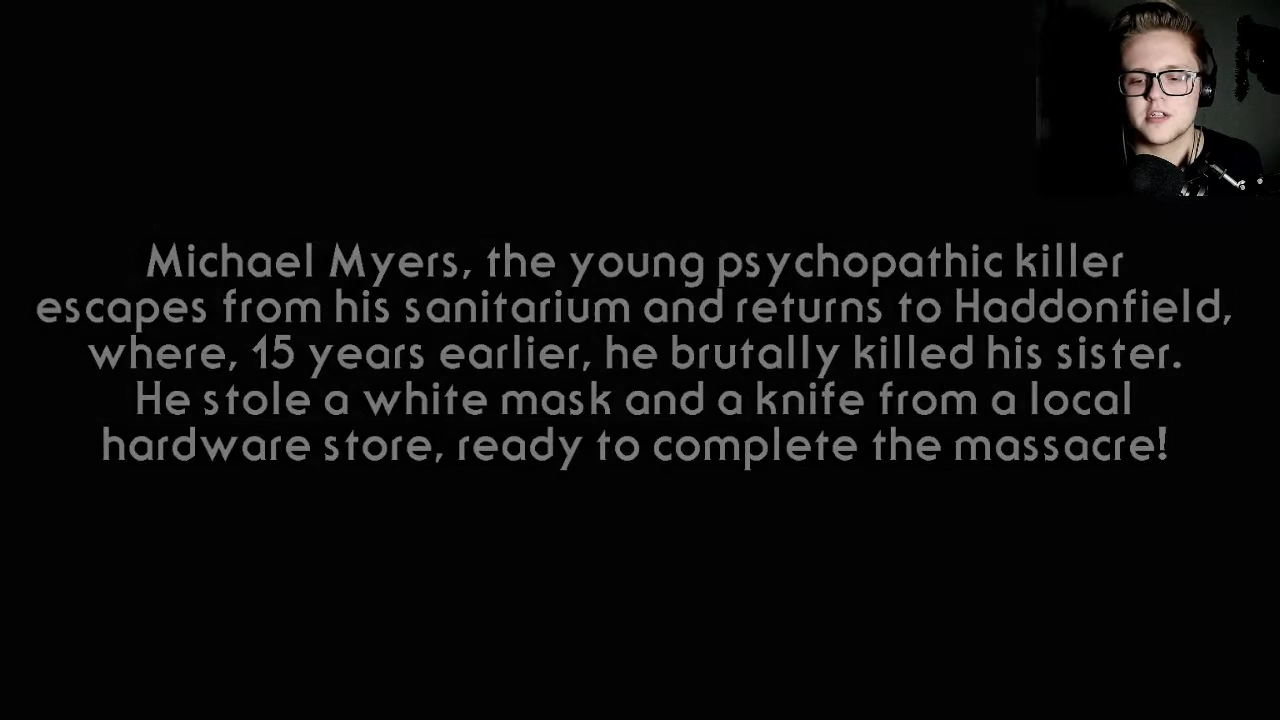 Michael Myers, the young psychopathic killer
escapes from his sanitarium and returns to Haddonfield,
where, 15 years earlier, he brutally killed his sister.
He stole a white mask and a knife from a local
hardware store, ready to complete the massacre!